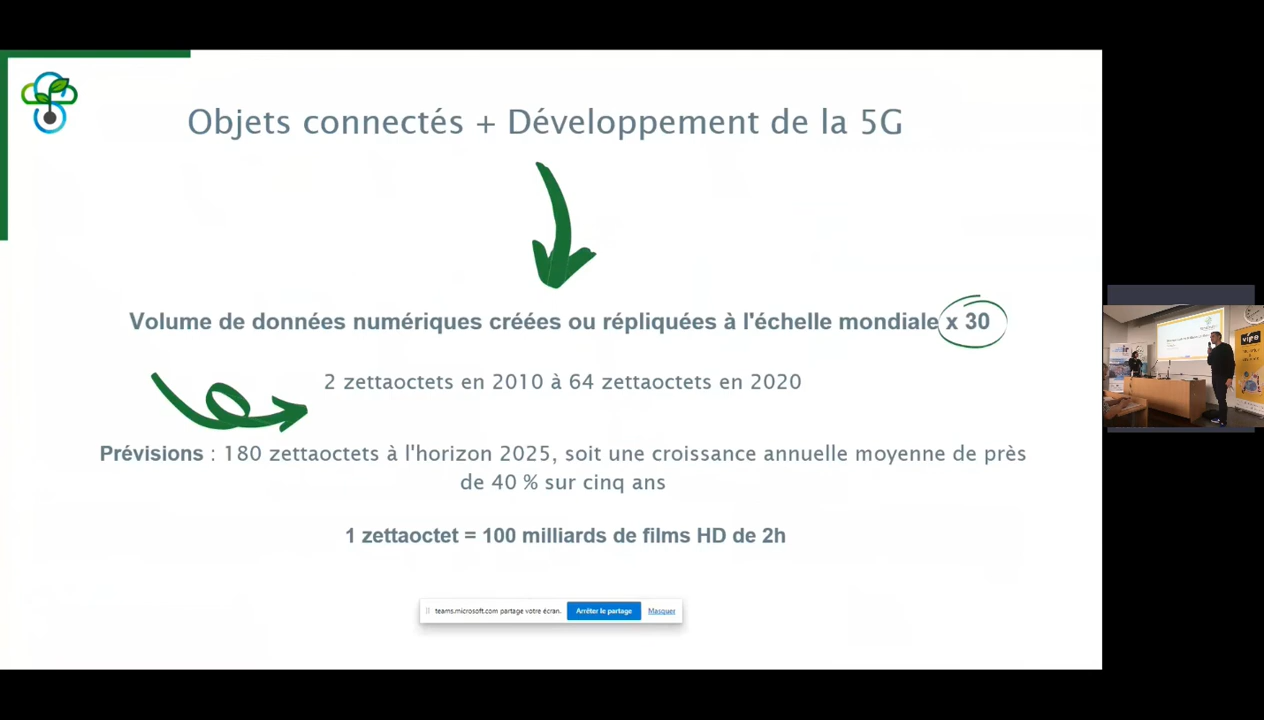 Objets connectés + Développement de la 5G
Volume de données numériques créées ou répliquées à l'échelle mondiale x 30
2 zettaoctets en 2010 à 64 zettaoctets en 2020
Prévisions : 180 zettaoctets à l'horizon 2025, soit une croissance annuelle moyenne de près
de 40 % sur cinq ans
1 zettaoctet = 100 milliards de films HD de 2h
teams.microsoft.com partage votre écran. Arrêter le partage Masquer